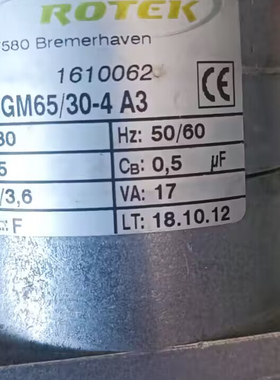 ROTEK
7580 Bremerhaven
1610062
GM65/30-4 A3 CE
30 Hz: 50/60
5 CB: 0,5 µF
/3,6 VA: 17
: F LT: 18.10.12